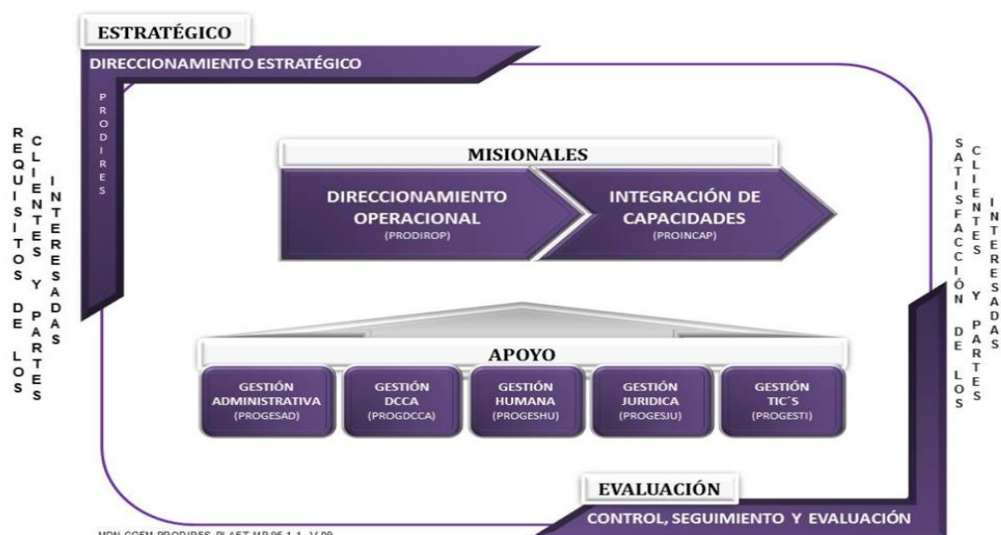 ESTRATÉGICO
DIRECCIONAMIENTO ESTRATÉGICO
PRODIRES
REQUISITOS DE LOS
CLIENTES Y PARTES
INTERESADAS
MISIONALES
DIRECCIONAMIENTO
OPERACIONAL
(PRODIROP)
INTEGRACIÓN DE
CAPACIDADES
(PROINCAP)
SATISFACCIÓN DE LOS
CLIENTES Y PARTES
INTERESADAS
APOYO
GESTIÓN
ADMINISTRATIVA
(PROGESAD)
GESTIÓN
DCCA
(PROGDCCA)
GESTIÓN
HUMANA
(PROGESHU)
GESTIÓN
JURIDICA
(PROGESJU)
GESTIÓN
TIC´S
(PROGESTI)
EVALUACIÓN
CONTROL, SEGUIMIENTO Y EVALUACIÓN